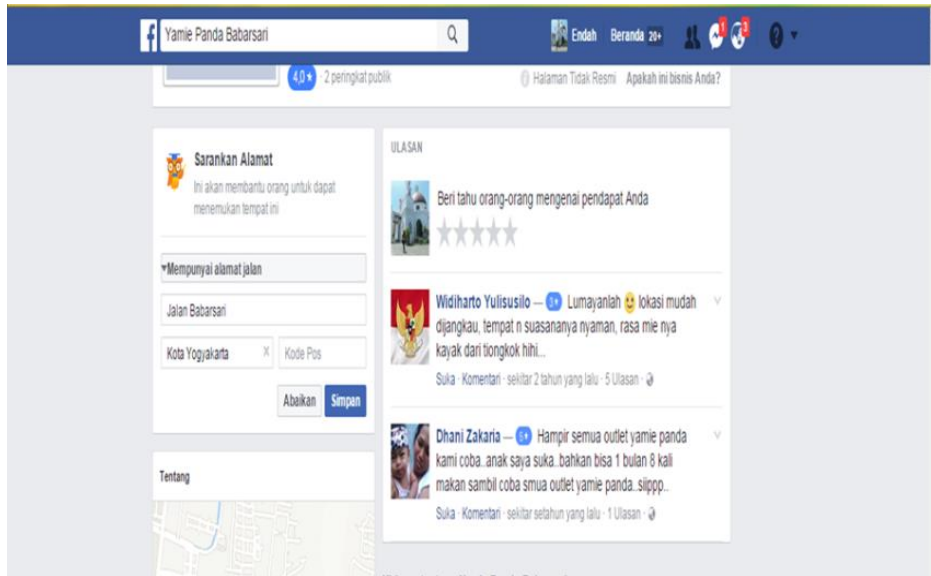 Yamie Panda Babarsari
Endah Beranda 20+
1
3
4,0 ★ · 2 peringkat publik
Halaman Tidak Resmi Apakah ini bisnis Anda?
Sarankan Alamat
Ini akan membantu orang untuk dapat
menemukan tempat ini
Mempunyai alamat jalan
Jalan Babarsari
Kota Yogyakarta X Kode Pos
Abaikan Simpan
Tentang
ULASAN
Beri tahu orang-orang mengenai pendapat Anda
Widiharto Yulisusilo — 3★ Lumayanlah 🙂 lokasi mudah
dijangkau, tempat n suasananya nyaman, rasa mie nya
kayak dari tiongkok hihi...
Suka · Komentari · sekitar 2 tahun yang lalu · 5 Ulasan ·
Dhani Zakaria — 5★ Hampir semua outlet yamie panda
kami coba..anak saya suka..bahkan bisa 1 bulan 8 kali
makan sambil coba smua outlet yamie panda..siippp..
Suka · Komentari · sekitar setahun yang lalu · 1 Ulasan ·